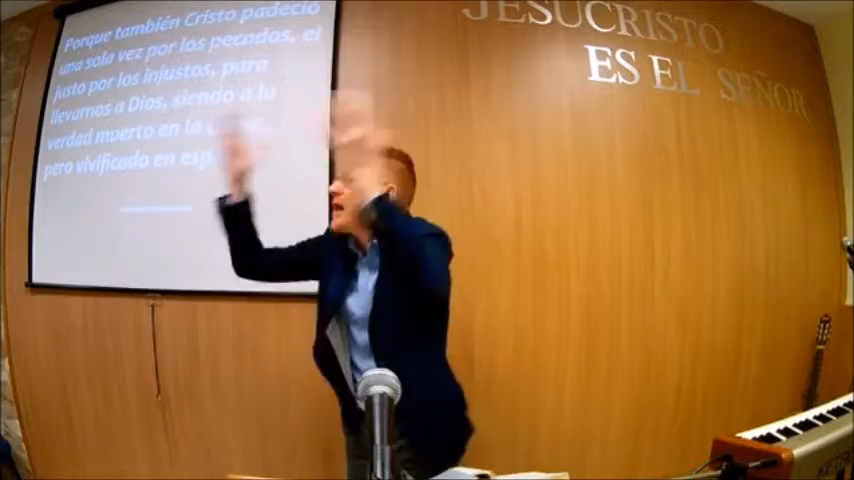 Porque también Cristo padeció
una sola vez por los pecados, el
justo por los injustos, para
llevarnos a Dios, siendo a la
verdad muerto en la
pero vivificado en
JESUCRISTO
ES EL SEÑOR